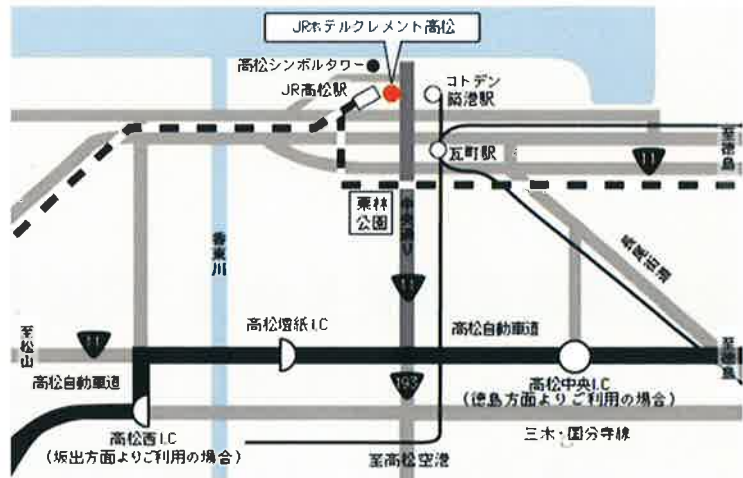 JRホテルクレメント高松
高松シンボルタワー
JR高松駅
コトデン
築港駅
瓦町駅
至徳島
11
栗林
公園
中央通り
香東川
長尾街道
11
至松山
11
高松檀紙I.C
高松自動車道
至徳島
高松自動車道
193
高松中央I.C
(徳島方面よりご利用の場合)
高松西I.C
(坂出方面よりご利用の場合)
三木・国分寺線
至高松空港